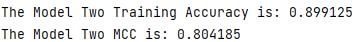 The Model Two Training Accuracy is: 0.899125
The Model Two MCC is: 0.804185